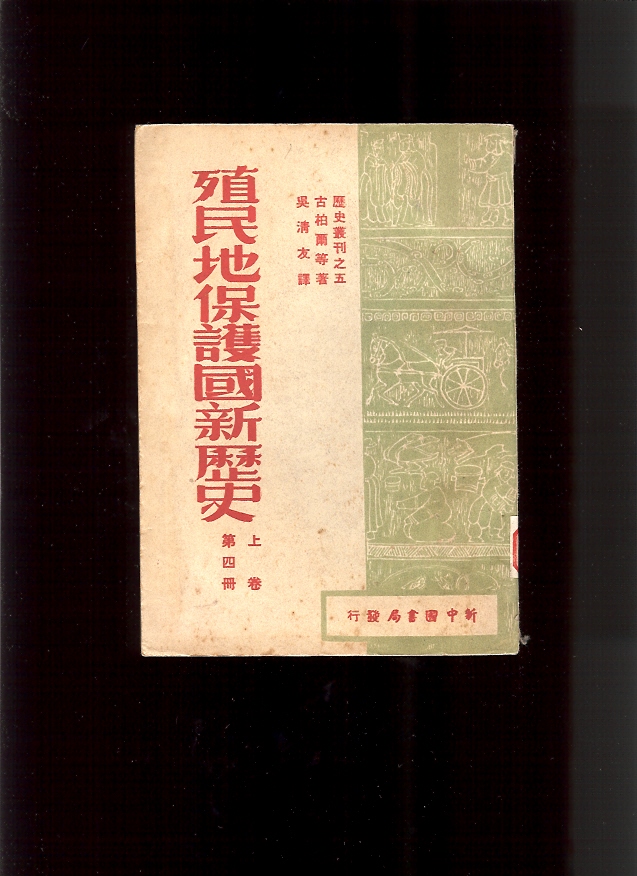 歷史叢刊之五
古柏爾等著
吳清友譯
殖民地保護國新歷史
上卷
第四冊
新中國書局發行